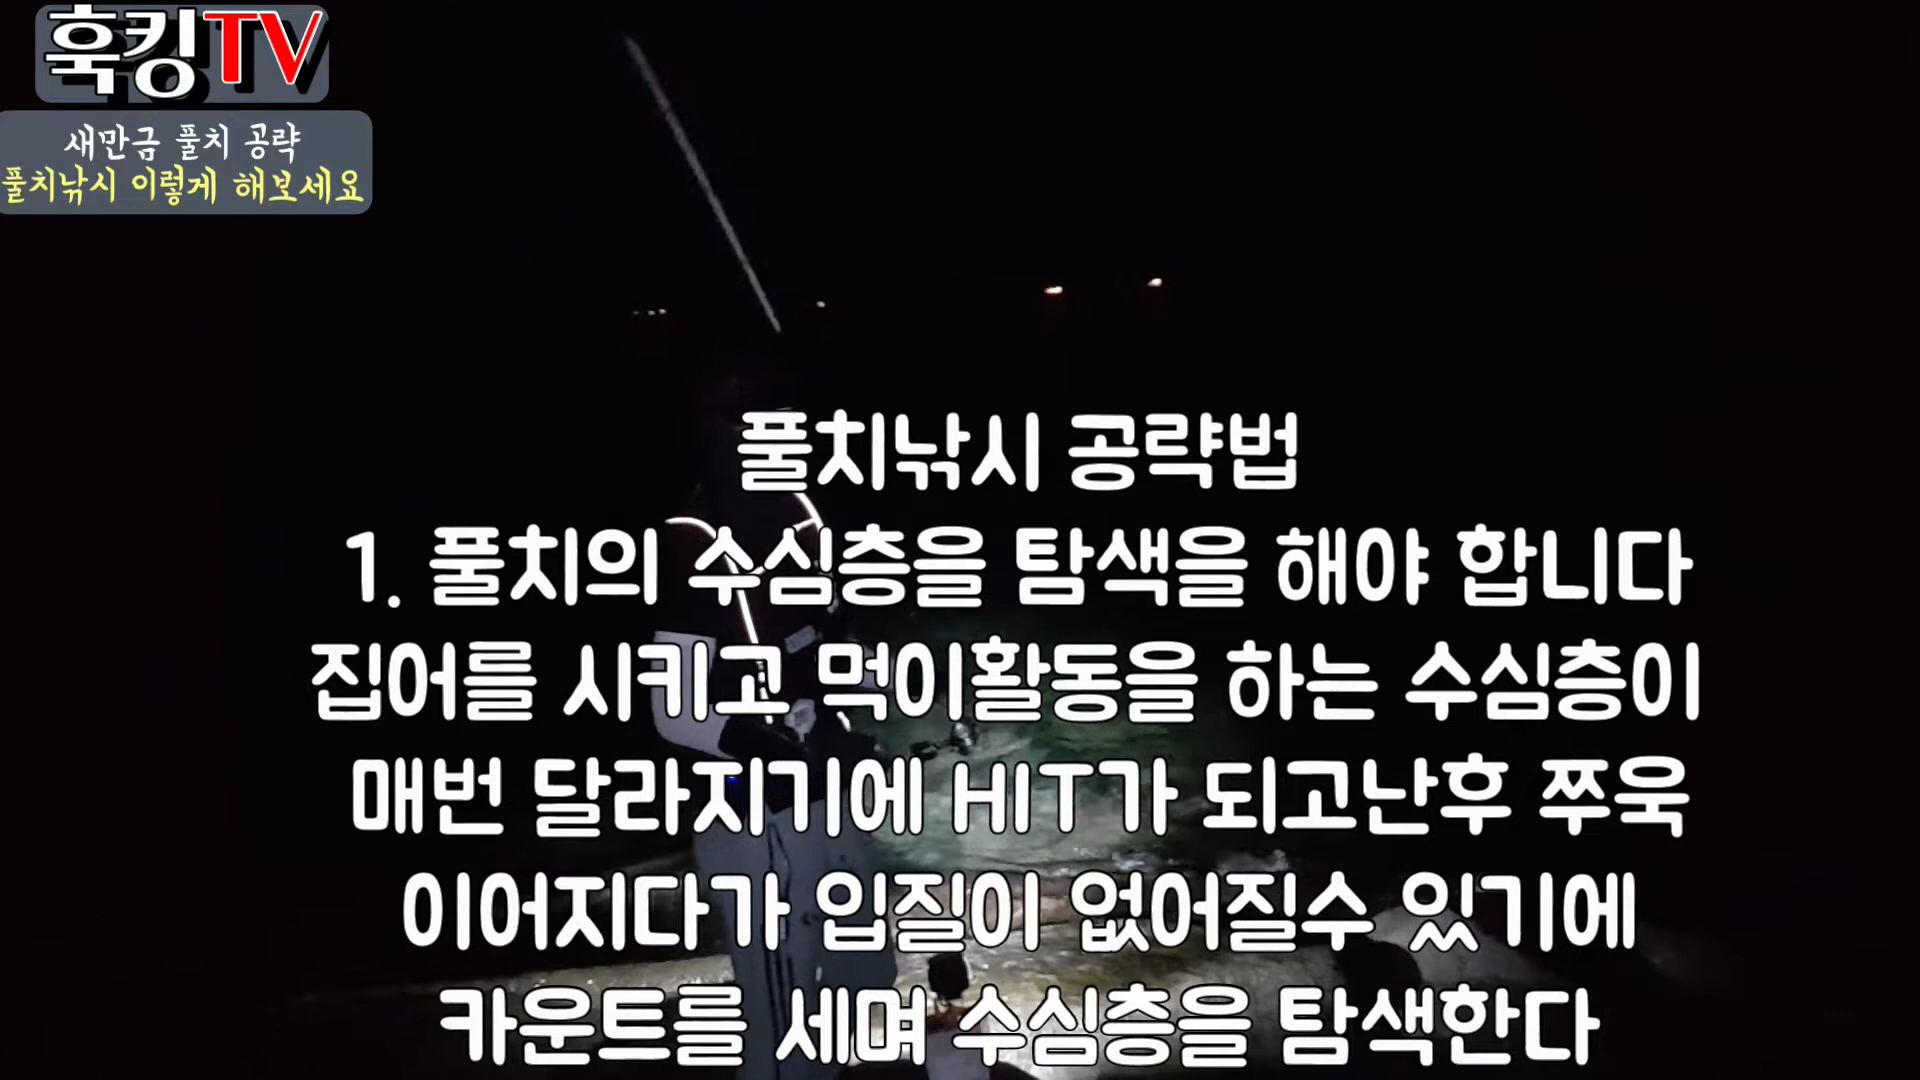 훅킹TV
새만금 풀치 공략
풀치낚시 이렇게 해보세요
풀치낚시 공략법
1. 풀치의 수심층을 탐색을 해야 합니다
집어를 시키고 먹이활동을 하는 수심층이
매번 달라지기에 HIT가 되고난후 쭈욱
이어지다가 입질이 없어질수 있기에
카운트를 세며 수심층을 탐색한다